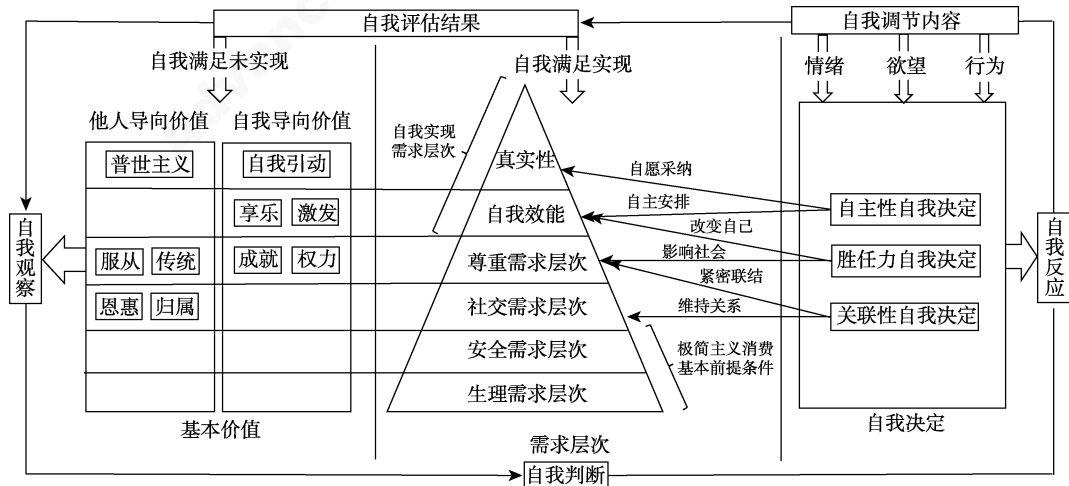 自我评估结果
自我调节内容
自我满足未实现
自我满足实现
情绪
欲望
行为
他人导向价值
自我导向价值
普世主义
自我引动
享乐
激发
服从
传统
成就
权力
恩惠
归属
基本价值
自我观察
自我实现
需求层次
真实性
自我效能
尊重需求层次
社交需求层次
安全需求层次
生理需求层次
需求层次
自愿采纳
自主安排
改变自己
影响社会
紧密联结
维持关系
极简主义消费
基本前提条件
自主性自我决定
胜任力自我决定
关联性自我决定
自我决定
自我反应
自我判断